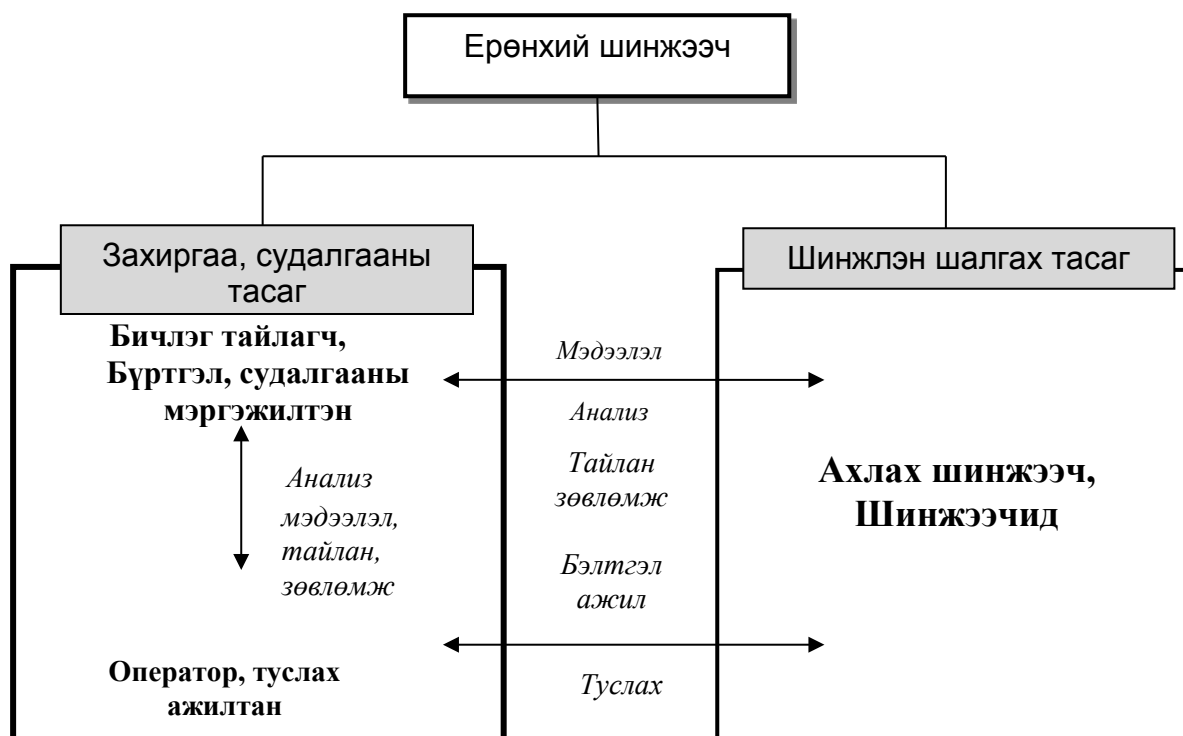 Ерөнхий шинжээч
Захиргаа, судалгааны
тасаг
Шинжлэн шалгах тасаг
Бичлэг тайлагч,
Бүртгэл, судалгааны
мэргэжилтэн
Анализ
мэдээлэл,
тайлан,
зөвлөмж
Оператор, туслах
ажилтан
Мэдээлэл
Анализ
Тайлан
зөвлөмж
Бэлтгэл
ажил
Туслах
Ахлах шинжээч,
Шинжээчид